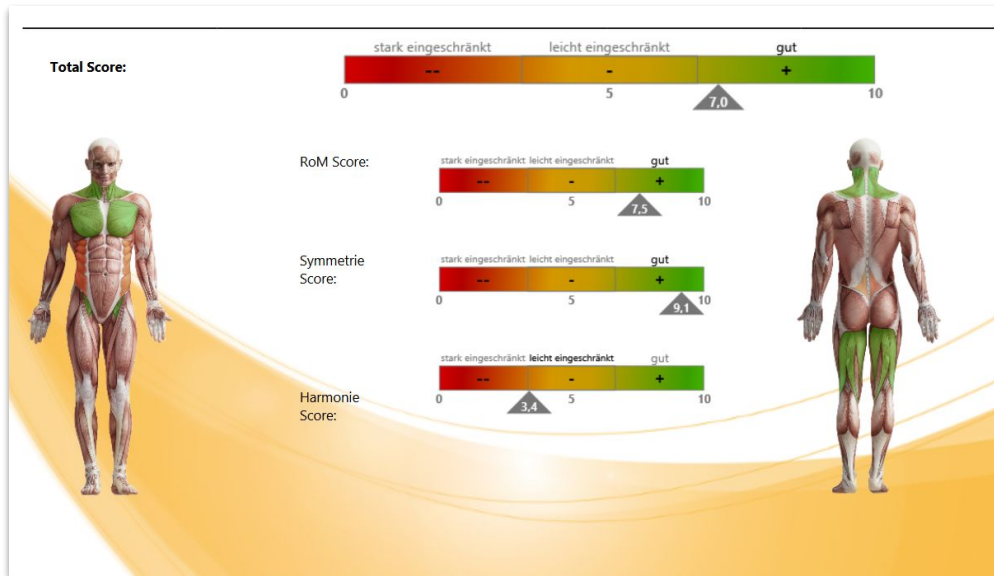 stark eingeschränkt leicht eingeschränkt gut
Total Score:
-- - +
0 5 10
7,0
RoM Score:
stark eingeschränkt leicht eingeschränkt gut
-- - +
0 5 10
7,5
Symmetrie
Score:
stark eingeschränkt leicht eingeschränkt gut
-- - +
0 5 10
9,1
stark eingeschränkt leicht eingeschränkt gut
-- - +
0 5 10
Harmonie
Score:
3,4